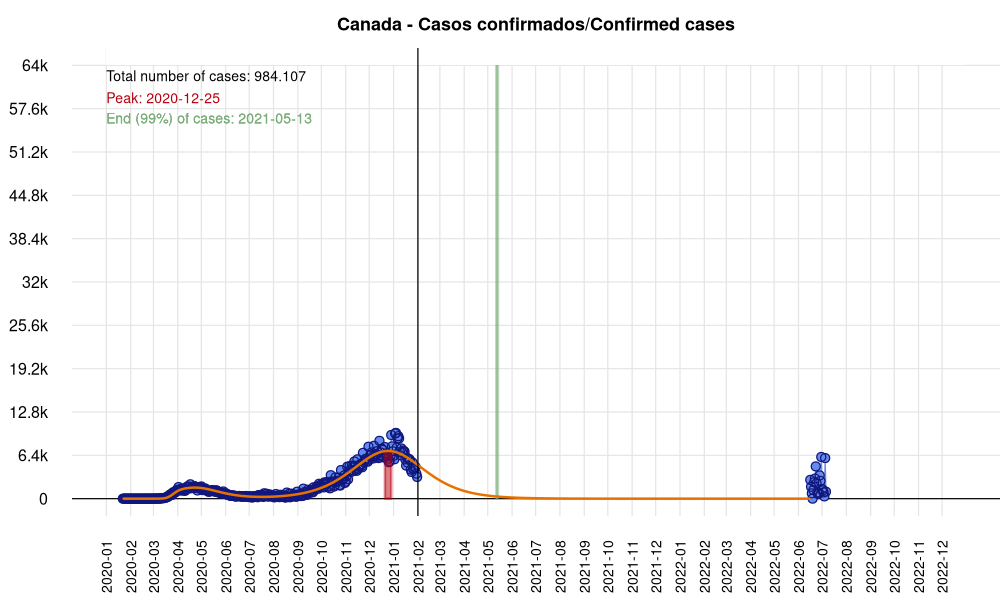 Canada - Casos confirmados/Confirmed cases
64k
57.6k
51.2k
44.8k
38.4k
32k
25.6k
19.2k
12.8k
6.4k
0
Total number of cases: 984.107
Peak: 2020-12-25
End (99%) of cases: 2021-05-13
2020-01
2020-02
2020-03
2020-04
2020-05
2020-06
2020-07
2020-08
2020-09
2020-10
2020-11
2020-12
2021-01
2021-02
2021-03
2021-04
2021-05
2021-06
2021-07
2021-08
2021-09
2021-10
2021-11
2021-12
2022-01
2022-02
2022-03
2022-04
2022-05
2022-06
2022-07
2022-08
2022-09
2022-10
2022-11
2022-12